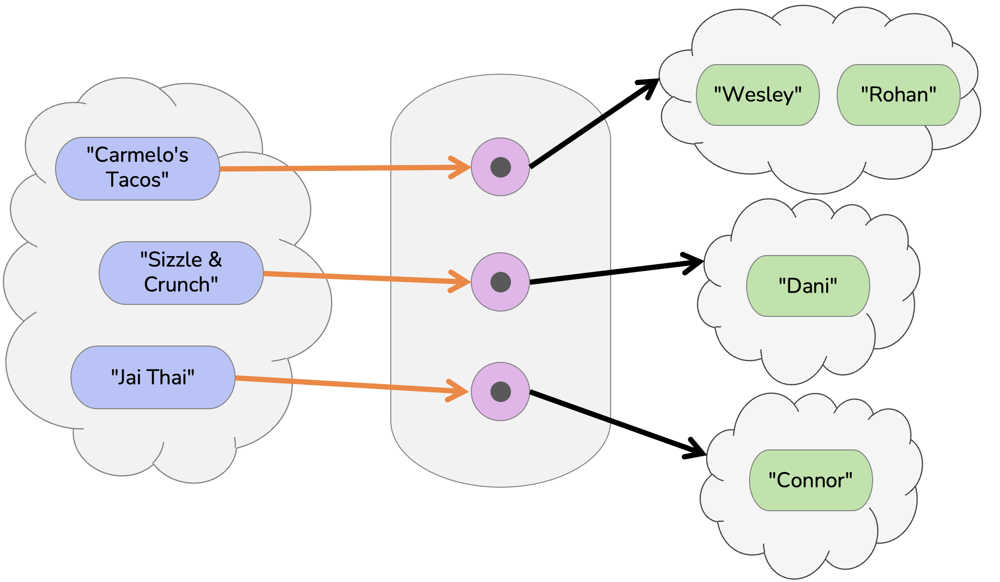 "Carmelo's
Tacos"
"Sizzle &
Crunch"
"Jai Thai"
"Wesley"
"Rohan"
"Dani"
"Connor"